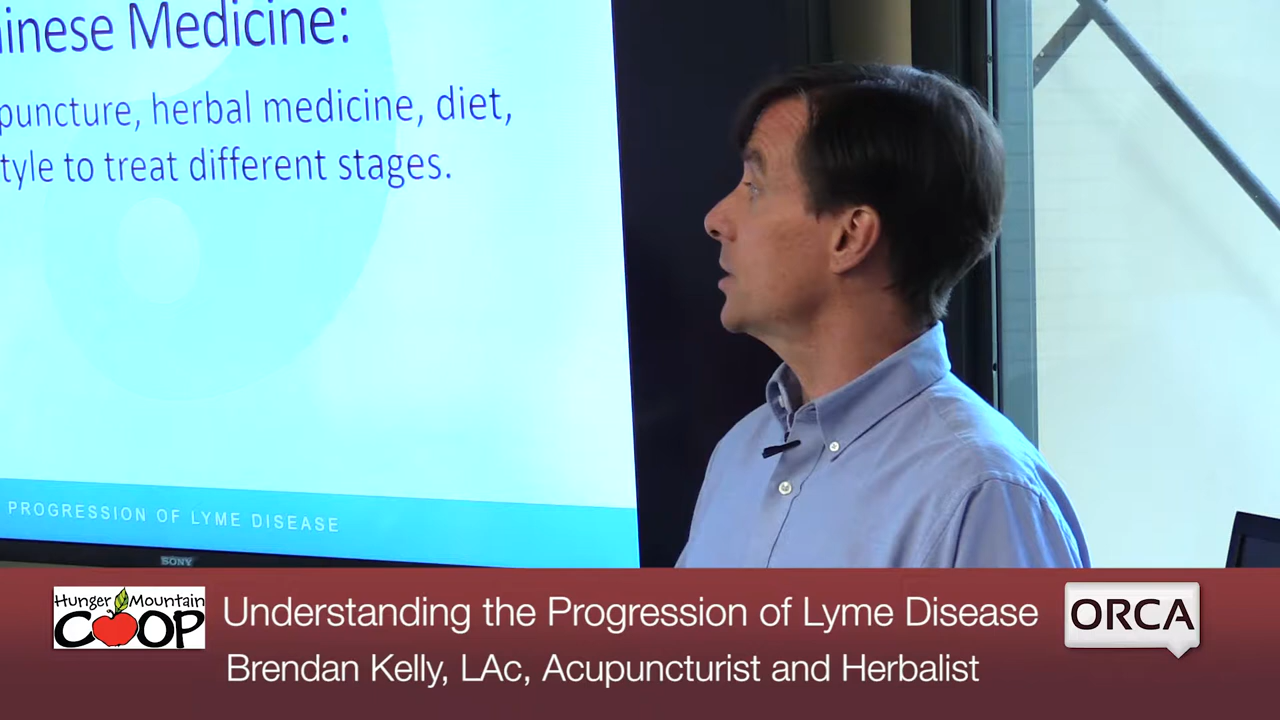 inese Medicine:
puncture, herbal medicine, diet,
tyle to treat different stages.
PROGRESSION OF LYME DISEASE
SONY
Hunger Mountain
COOP
Understanding the Progression of Lyme Disease
ORCA
Brendan Kelly, LAc, Acupuncturist and Herbalist